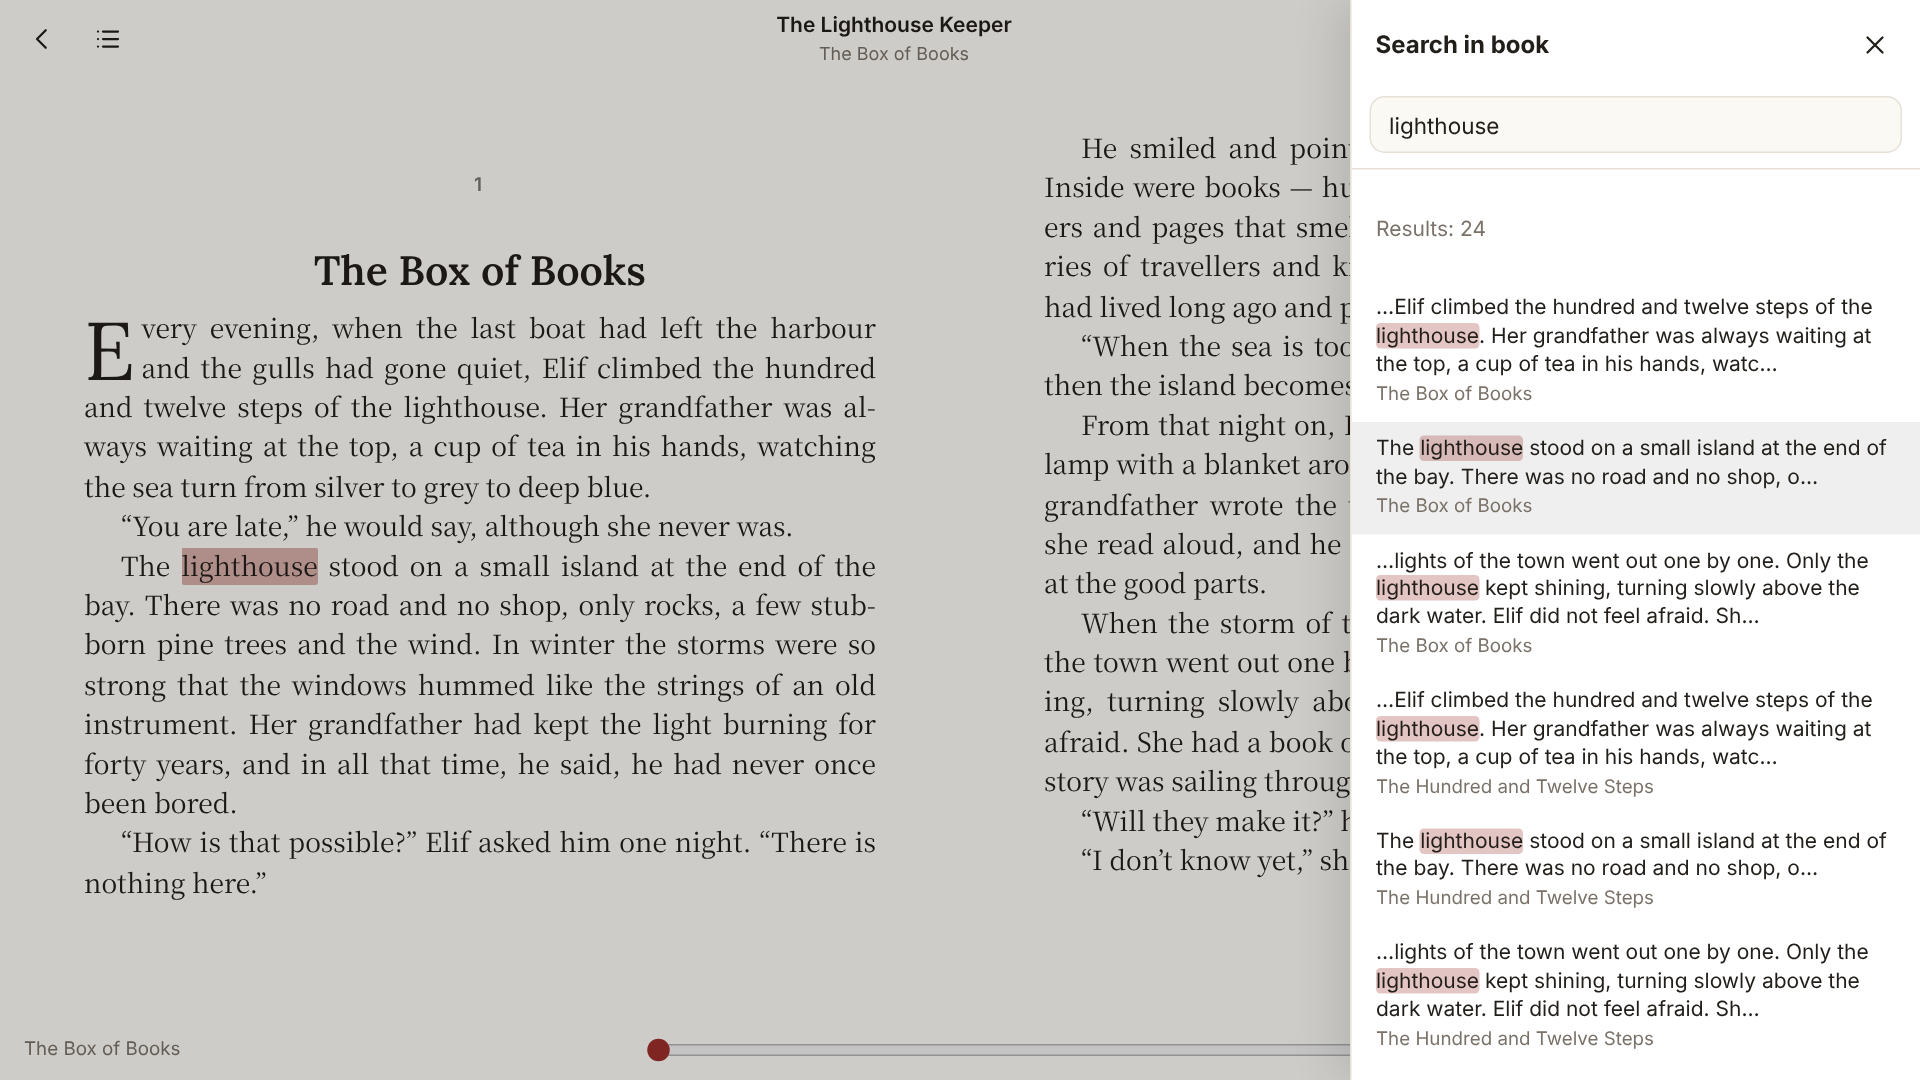 The Lighthouse Keeper
The Box of Books
1
The Box of Books
Every evening, when the last boat had left the harbour
and the gulls had gone quiet, Elif climbed the hundred
and twelve steps of the lighthouse. Her grandfather was al-
ways waiting at the top, a cup of tea in his hands, watching
the sea turn from silver to grey to deep blue.
“You are late,” he would say, although she never was.
The lighthouse stood on a small island at the end of the
bay. There was no road and no shop, only rocks, a few stub-
born pine trees and the wind. In winter the storms were so
strong that the windows hummed like the strings of an old
instrument. Her grandfather had kept the light burning for
forty years, and in all that time, he said, he had never once
been bored.
“How is that possible?” Elif asked him one night. “There is
nothing here.”
He smiled and
Inside were books —
ers and pages that
ries of travellers and
had lived long ago and
“When the sea is
then the island becomes
From that night on,
lamp with a blanket
grandfather wrote the
she read aloud, and he
at the good parts.
When the storm of
the town went out one
ing, turning slowly
afraid. She had a book
story was sailing
“Will they make it?”
“I don’t know yet,”
The Box of Books
Search in book
lighthouse
Results: 24
...Elif climbed the hundred and twelve steps of the
lighthouse. Her grandfather was always waiting at
the top, a cup of tea in his hands, watc...
The Box of Books
The lighthouse stood on a small island at the end of
the bay. There was no road and no shop, o...
The Box of Books
...lights of the town went out one by one. Only the
lighthouse kept shining, turning slowly above the
dark water. Elif did not feel afraid. Sh...
The Box of Books
...Elif climbed the hundred and twelve steps of the
lighthouse. Her grandfather was always waiting at
the top, a cup of tea in his hands, watc...
The Hundred and Twelve Steps
The lighthouse stood on a small island at the end of
the bay. There was no road and no shop, o...
The Hundred and Twelve Steps
...lights of the town went out one by one. Only the
lighthouse kept shining, turning slowly above the
dark water. Elif did not feel afraid. Sh...
The Hundred and Twelve Steps